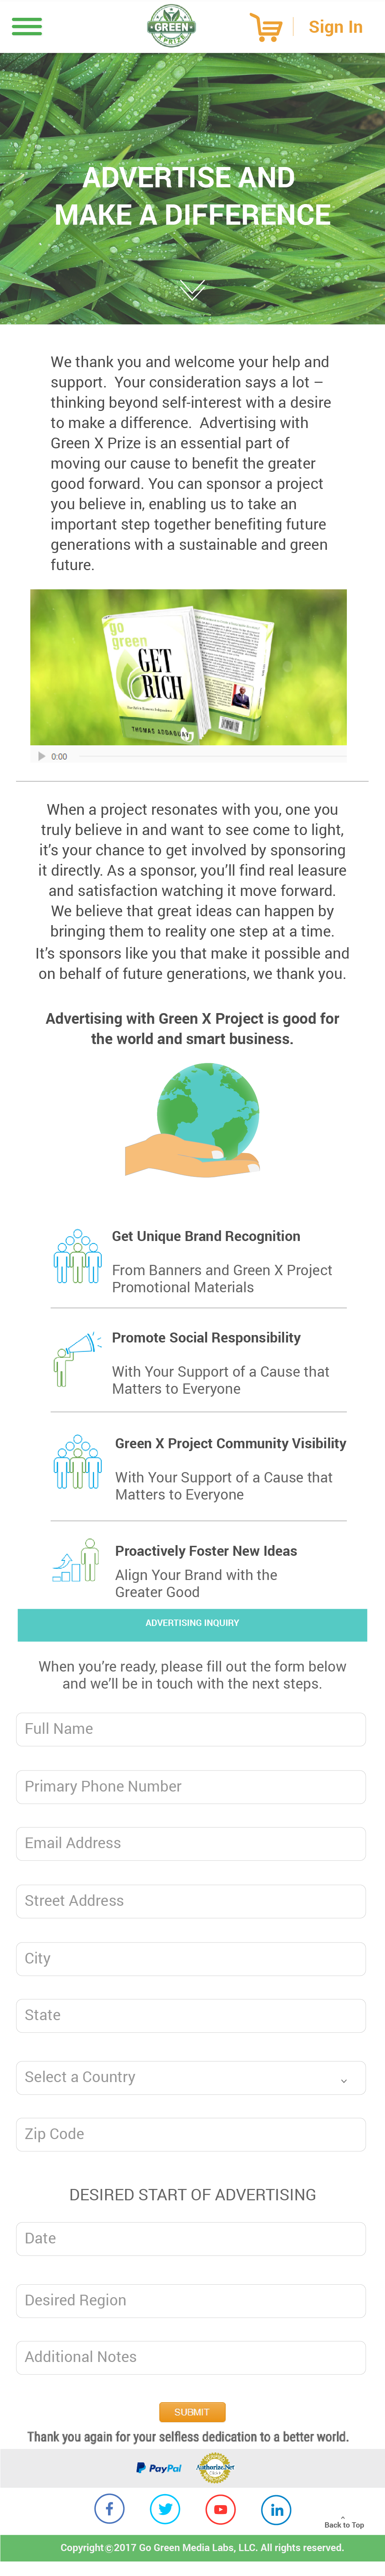 GREEN
X PRIZE
Sign In
ADVERTISE AND
MAKE A DIFFERENCE
We thank you and welcome your help and
support. Your consideration says a lot –
thinking beyond self-interest with a desire
to make a difference. Advertising with
Green X Prize is an essential part of
moving our cause to benefit the greater
good forward. You can sponsor a project
you believe in, enabling us to take an
important step together benefiting future
generations with a sustainable and green
future.
go
green
GET
RICH
0:00
When a project resonates with you, one you
truly believe in and want to see come to light,
it’s your chance to get involved by sponsoring
it directly. As a sponsor, you’ll find real leasure
and satisfaction watching it move forward.
We believe that great ideas can happen by
bringing them to reality one step at a time.
It’s sponsors like you that make it possible and
on behalf of future generations, we thank you.
Advertising with Green X Project is good for
the world and smart business.
Get Unique Brand Recognition
From Banners and Green X Project
Promotional Materials
Promote Social Responsibility
With Your Support of a Cause that
Matters to Everyone
Green X Project Community Visibility
With Your Support of a Cause that
Matters to Everyone
Proactively Foster New Ideas
Align Your Brand with the
Greater Good
ADVERTISING INQUIRY
When you’re ready, please fill out the form below
and we’ll be in touch with the next steps.
Full Name
Primary Phone Number
Email Address
Street Address
City
State
Select a Country
Zip Code
DESIRED START OF ADVERTISING
Date
Desired Region
Additional Notes
SUBMIT
Thank you again for your selfless dedication to a better world.
PayPal
Authorize.Net
Back to Top
Copyright©2017 Go Green Media Labs, LLC. All rights reserved.